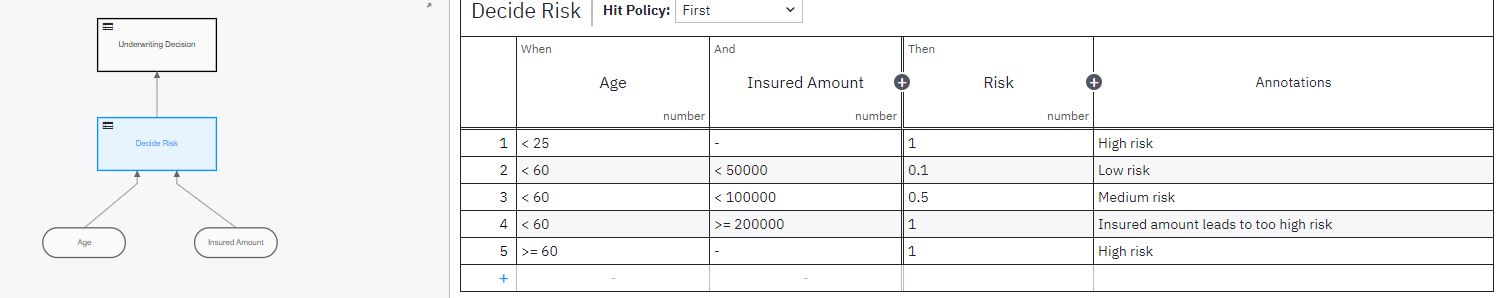 Underwriting Decision
Decide Risk
Age Insured Amount
Decide Risk Hit Policy: First
When And Then
Age Insured Amount + Risk + Annotations
number number number
1 < 25 - 1 High risk
2 < 60 < 50000 0.1 Low risk
3 < 60 < 100000 0.5 Medium risk
4 < 60 >= 200000 1 Insured amount leads to too high risk
5 >= 60 - 1 High risk
+ - -